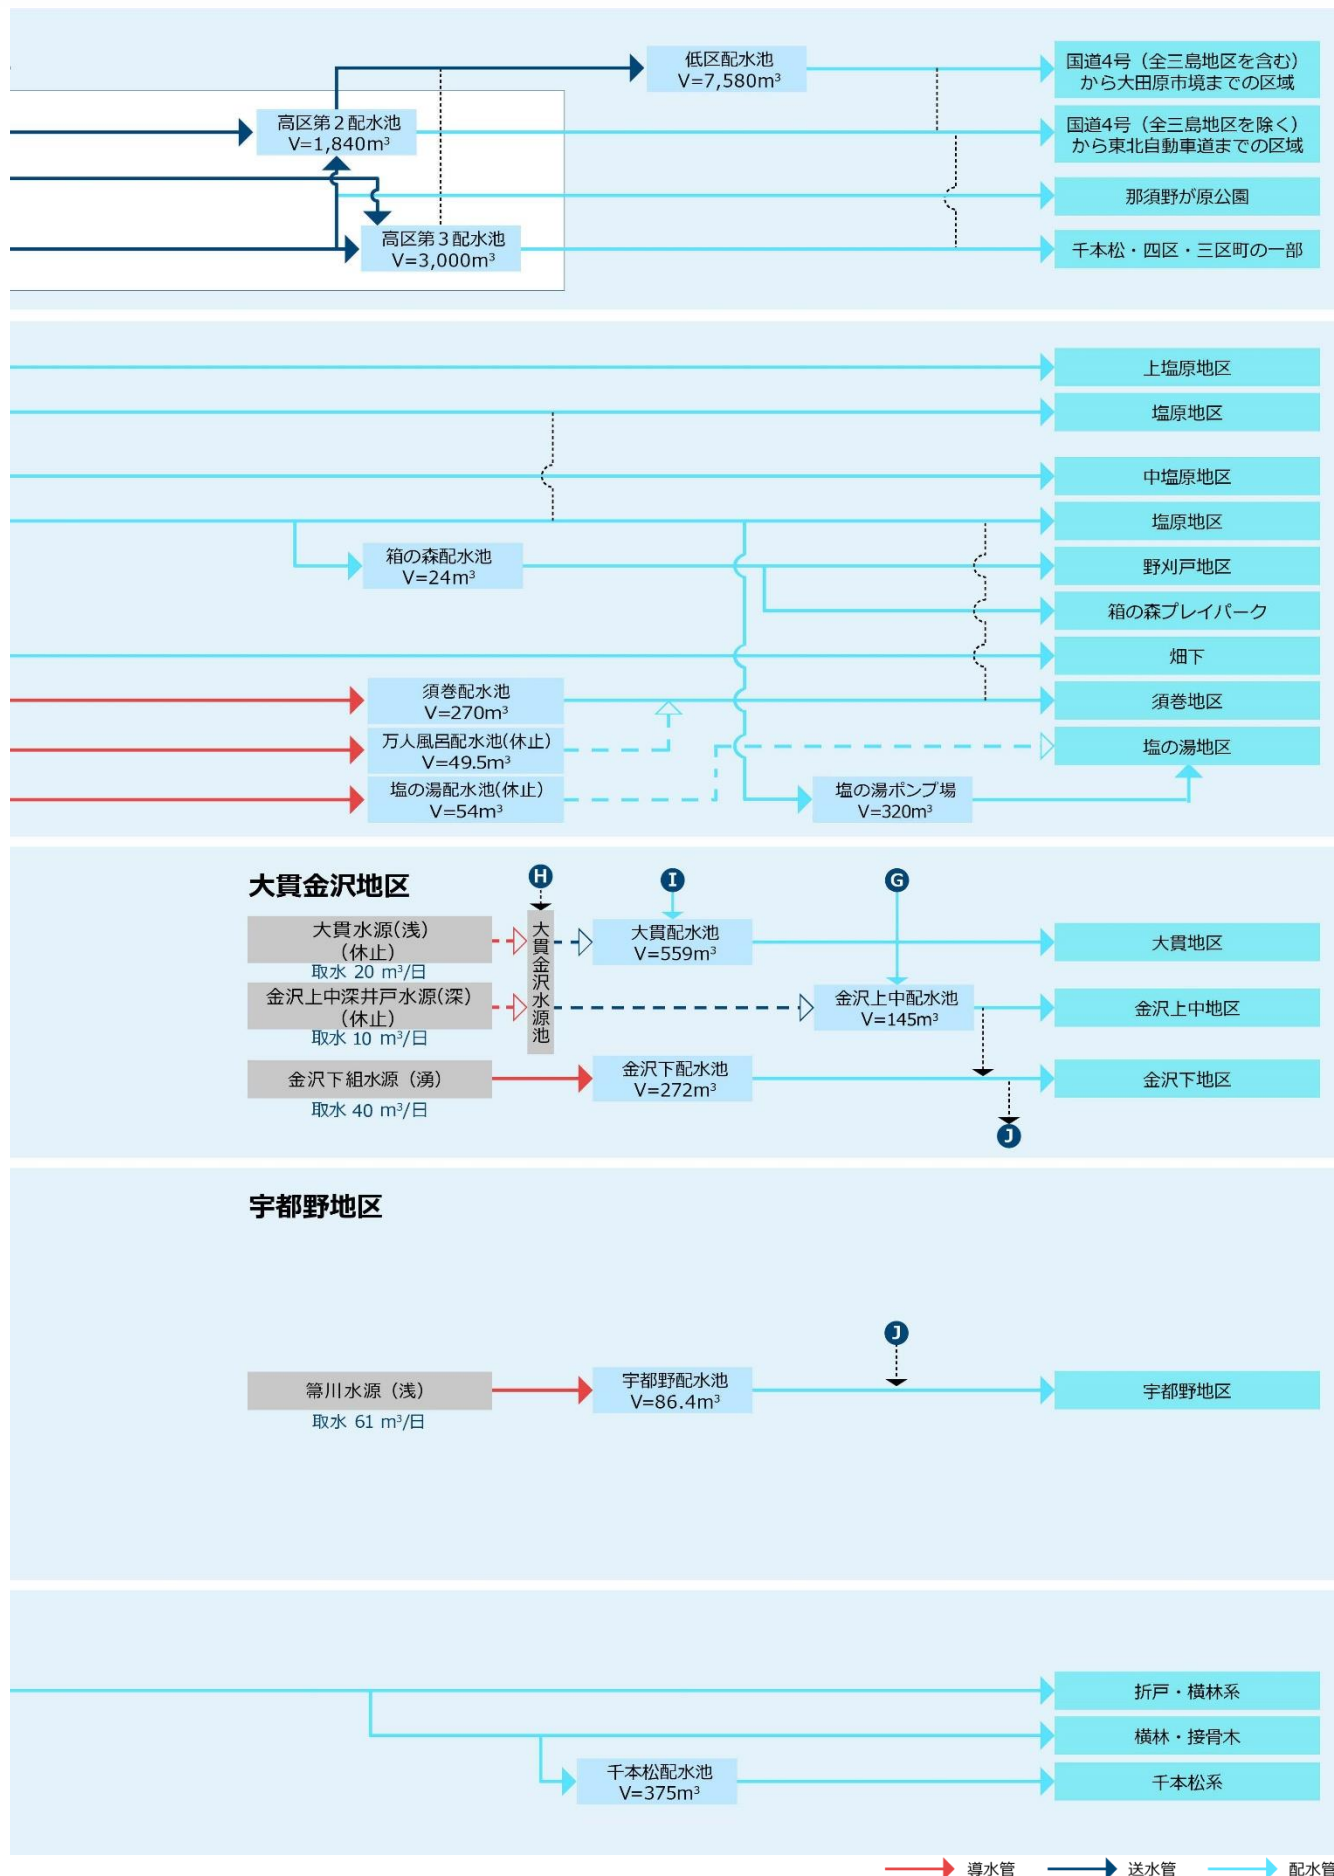 低区配水池
V=7,580m³
国道4号（全三島地区を含む）
から大田原市境までの区域
高区第２配水池
V=1,840m³
国道4号（全三島地区を除く）
から東北自動車道までの区域
那須野が原公園
高区第３配水池
V=3,000m³
千本松・四区・三区町の一部
上塩原地区
塩原地区
中塩原地区
塩原地区
箱の森配水池
V=24m³
野刈戸地区
箱の森プレイパーク
畑下
須巻配水池
V=270m³
須巻地区
万人風呂配水池(休止)
V=49.5m³
塩の湯地区
塩の湯配水池(休止)
V=54m³
塩の湯ポンプ場
V=320m³
大貫金沢地区
H
I
G
大貫水源(浅)
(休止)
取水 20 m³/日
大貫金沢水源池
大貫配水池
V=559m³
大貫地区
金沢上中深井戸水源(深)
(休止)
取水 10 m³/日
金沢上中配水池
V=145m³
金沢上中地区
金沢下組水源（湧）
取水 40 m³/日
金沢下配水池
V=272m³
金沢下地区
J
宇都野地区
J
箒川水源（浅）
取水 61 m³/日
宇都野配水池
V=86.4m³
宇都野地区
折戸・横林系
横林・接骨木
千本松配水池
V=375m³
千本松系
導水管
送水管
配水管